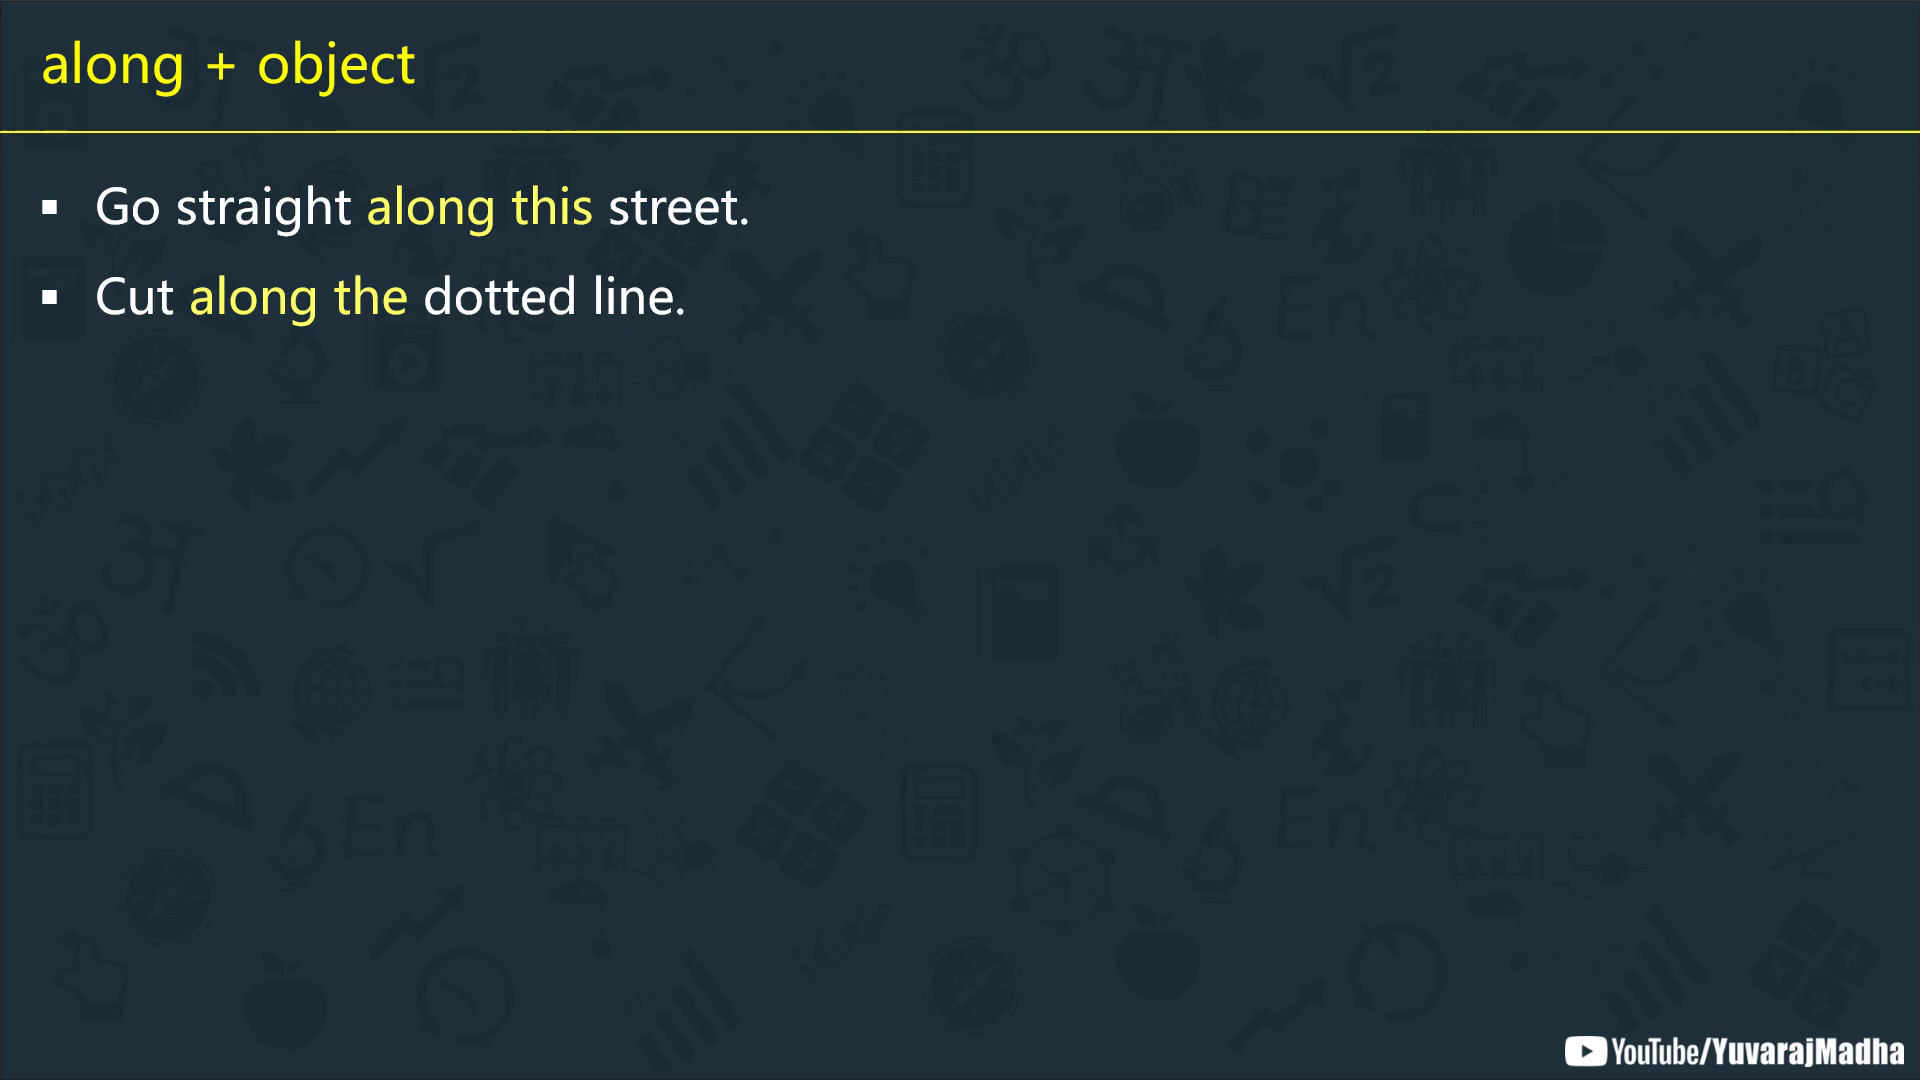 along + object
▪ Go straight along this street.
▪ Cut along the dotted line.
YouTube/YuvarajMadha